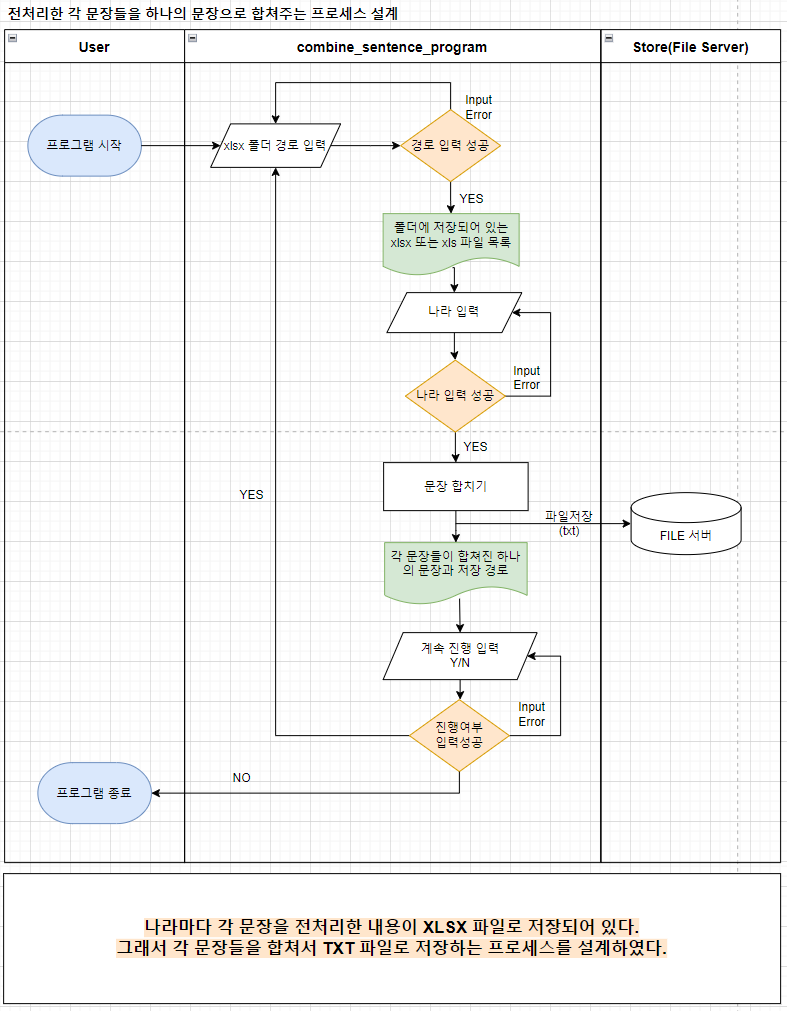 전처리한 각 문장들을 하나의 문장으로 합쳐주는 프로세스 설계
User
combine_sentence_program
Store(File Server)
프로그램 시작
xlsx 폴더 경로 입력
경로 입력 성공
Input
Error
YES
폴더에 저장되어 있는
xlsx 또는 xls 파일 목록
나라 입력
Input
Error
나라 입력 성공
YES
문장 합치기
YES
파일저장
(txt)
FILE 서버
각 문장들이 합쳐진 하나
의 문장과 저장 경로
계속 진행 입력
Y/N
Input
Error
진행여부
입력성공
NO
프로그램 종료
나라마다 각 문장을 전처리한 내용이 XLSX 파일로 저장되어 있다.
그래서 각 문장들을 합쳐서 TXT 파일로 저장하는 프로세스를 설계하였다.